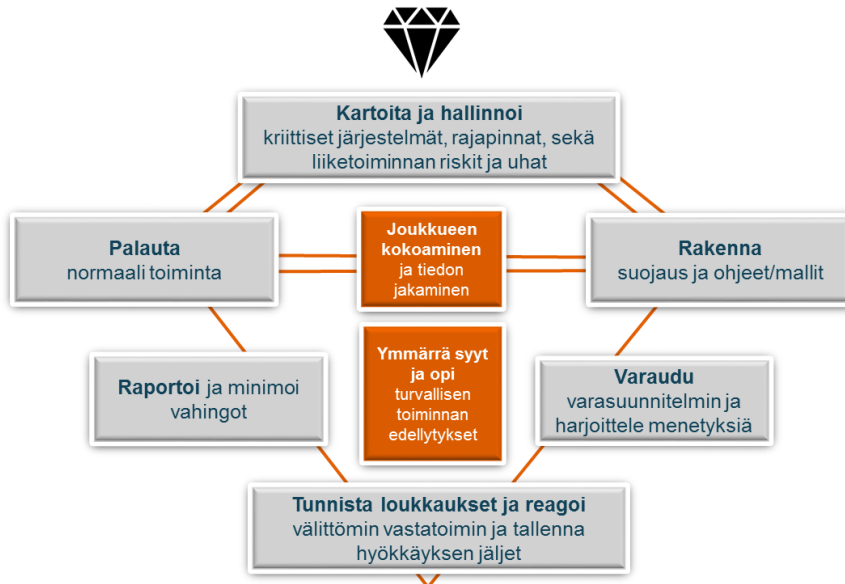 Kartoita ja hallinnoi
kriittiset järjestelmät, rajapinnat, sekä
liiketoiminnan riskit ja uhat
Palauta
normaali toiminta
Joukkueen
kokoaminen
ja tiedon
jakaminen
Rakenna
suojaus ja ohjeet/mallit
Raportoi ja minimoi
vahingot
Ymmärrä syyt
ja opi
turvallisen
toiminnan
edellytykset
Varaudu
varasuunnitelmin ja
harjoittele menetyksiä
Tunnista loukkaukset ja reagoi
välittömin vastatoimin ja tallenna
hyökkäyksen jäljet